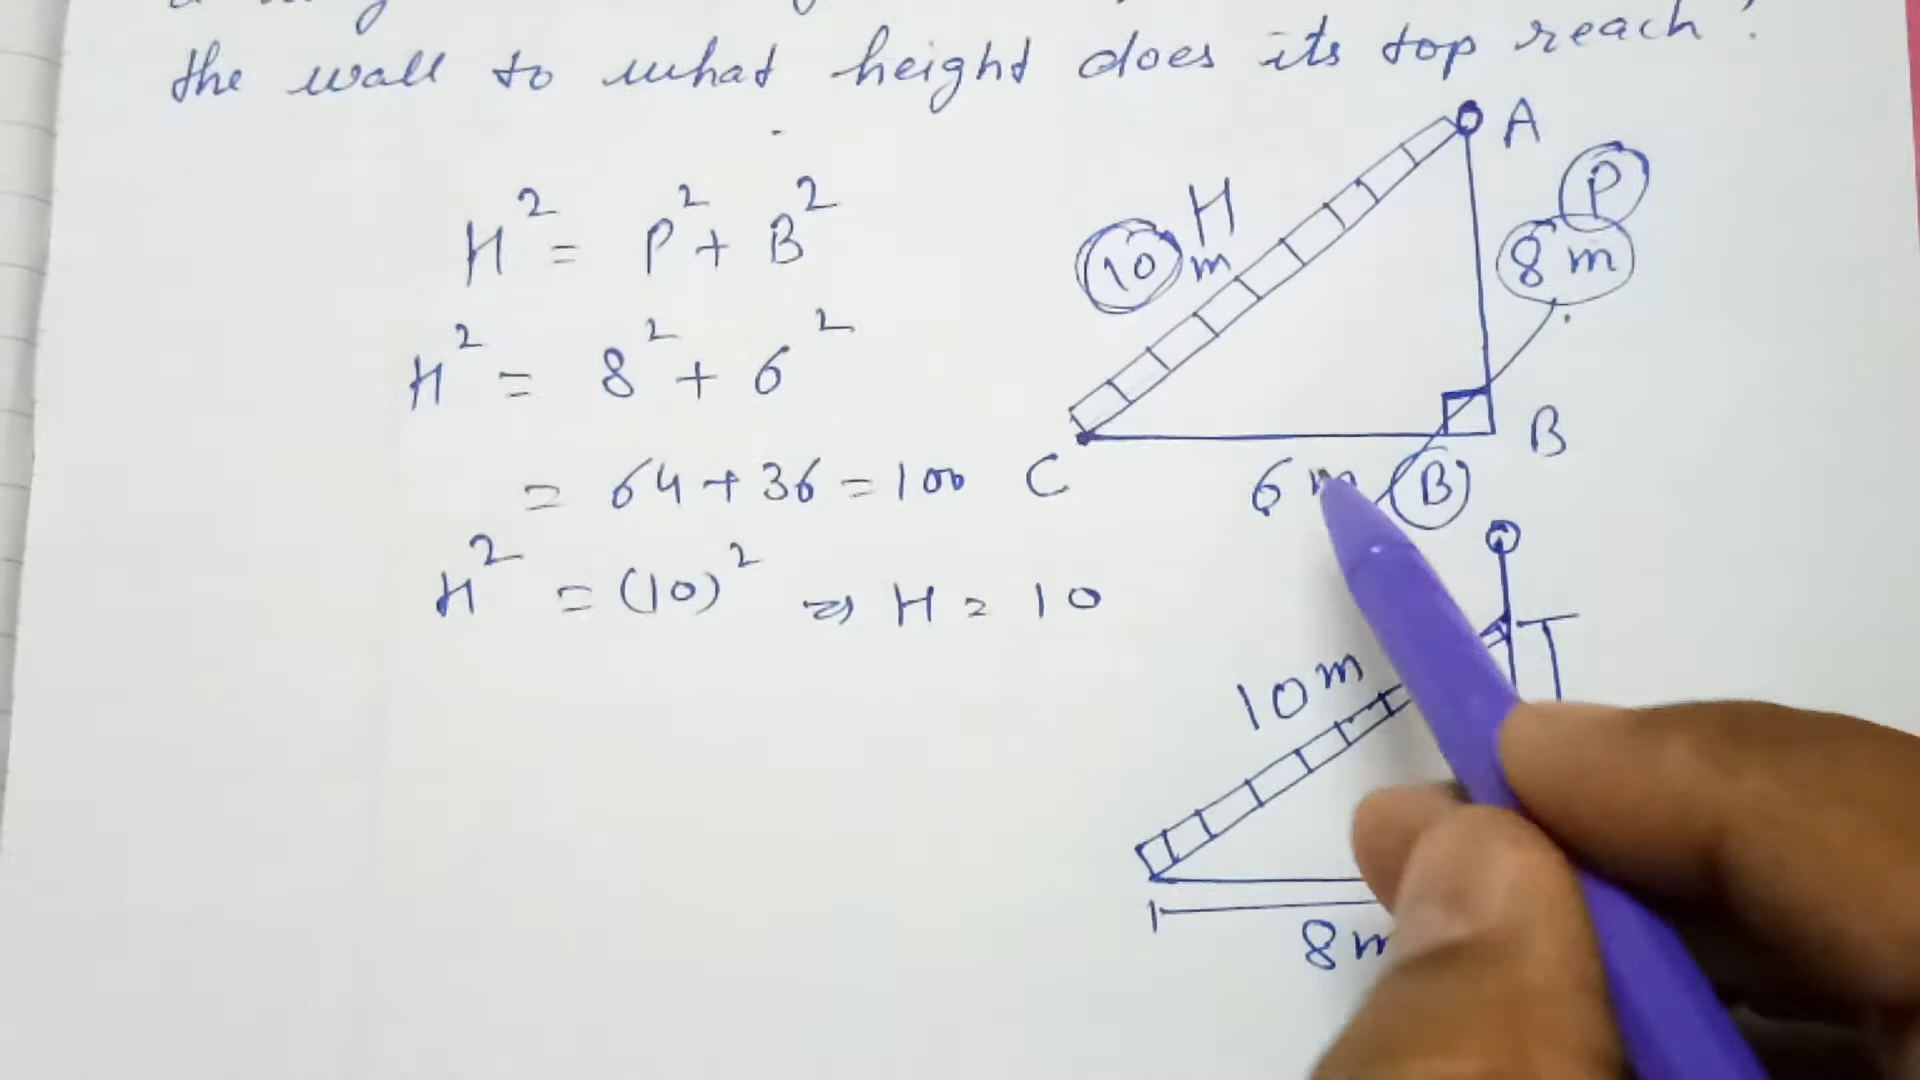 the wall to what height does its top reach ?
A
P
H
10 m
8 m
H² = P² + B²
H² = 8² + 6²
B
= 64 + 36 = 100
C
6 m
B
H² = (10)² ⇒ H = 10
10 m
8 m